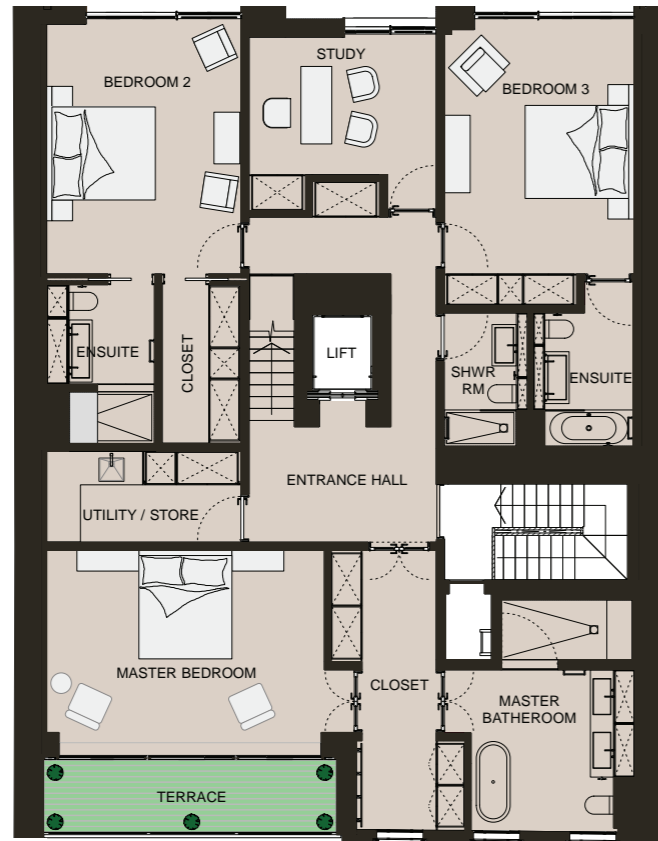 STUDY
BEDROOM 2
BEDROOM 3
LIFT
ENSUITE
CLOSET
SHWR
RM
ENSUITE
ENTRANCE HALL
UTILITY / STORE
MASTER BEDROOM
CLOSET
MASTER
BATHEROOM
TERRACE